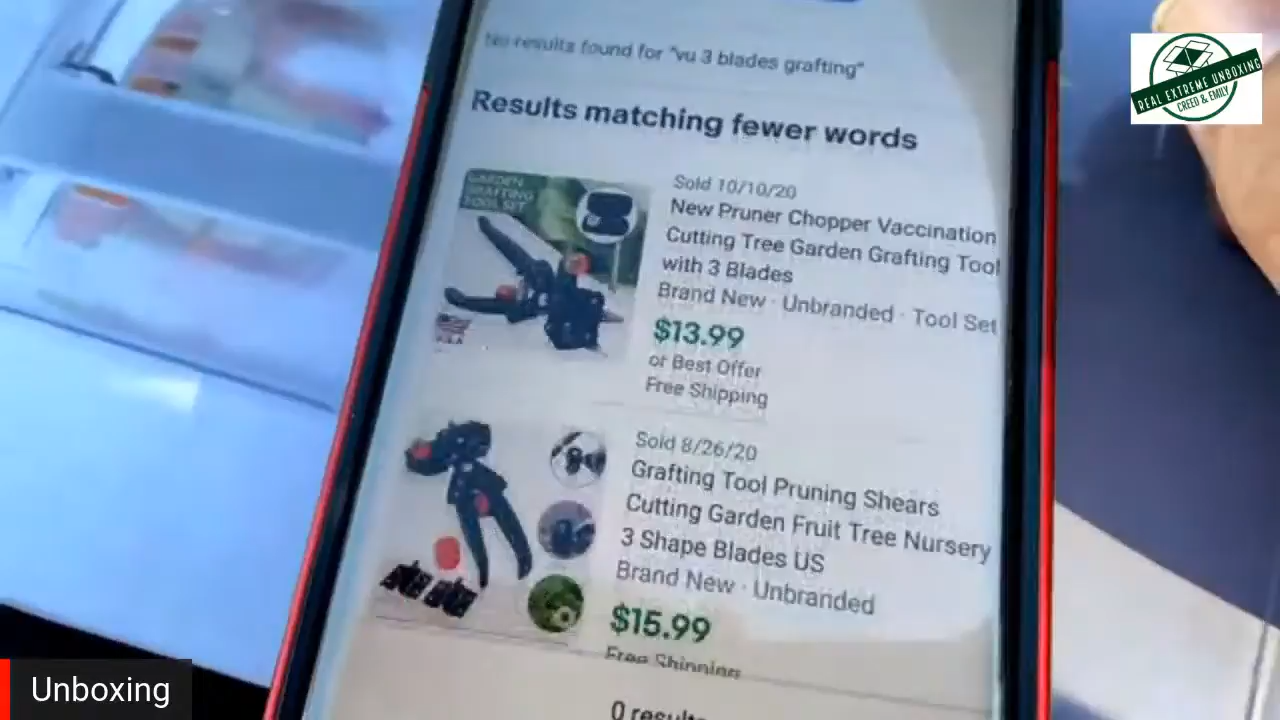 No results found for "vu 3 blades grafting"
Results matching fewer words
GARDEN
GRAFTING
TOOL SET
Sold 10/10/20
New Pruner Chopper Vaccination
Cutting Tree Garden Grafting Tool
with 3 Blades
Brand New · Unbranded · Tool Set
$13.99
or Best Offer
Free Shipping
Sold 8/26/20
Grafting Tool Pruning Shears
Cutting Garden Fruit Tree Nursery
3 Shape Blades US
Brand New · Unbranded
$15.99
Free Shipping
0 results
REAL EXTREME UNBOXING
CREED & EMILY
Unboxing